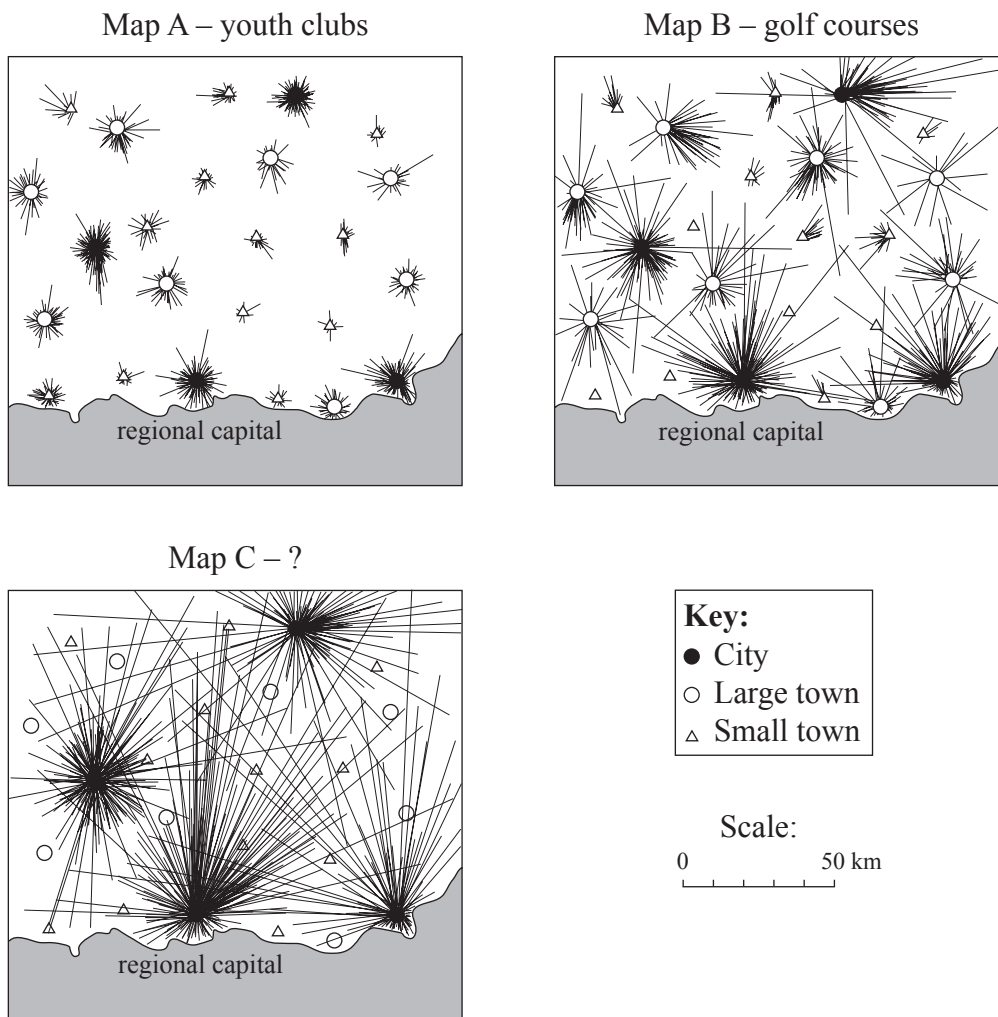 Map A – youth clubs
Map B – golf courses
regional capital
regional capital
Map C – ?
regional capital
Key:
City
Large town
Small town
Scale:
0 50 km